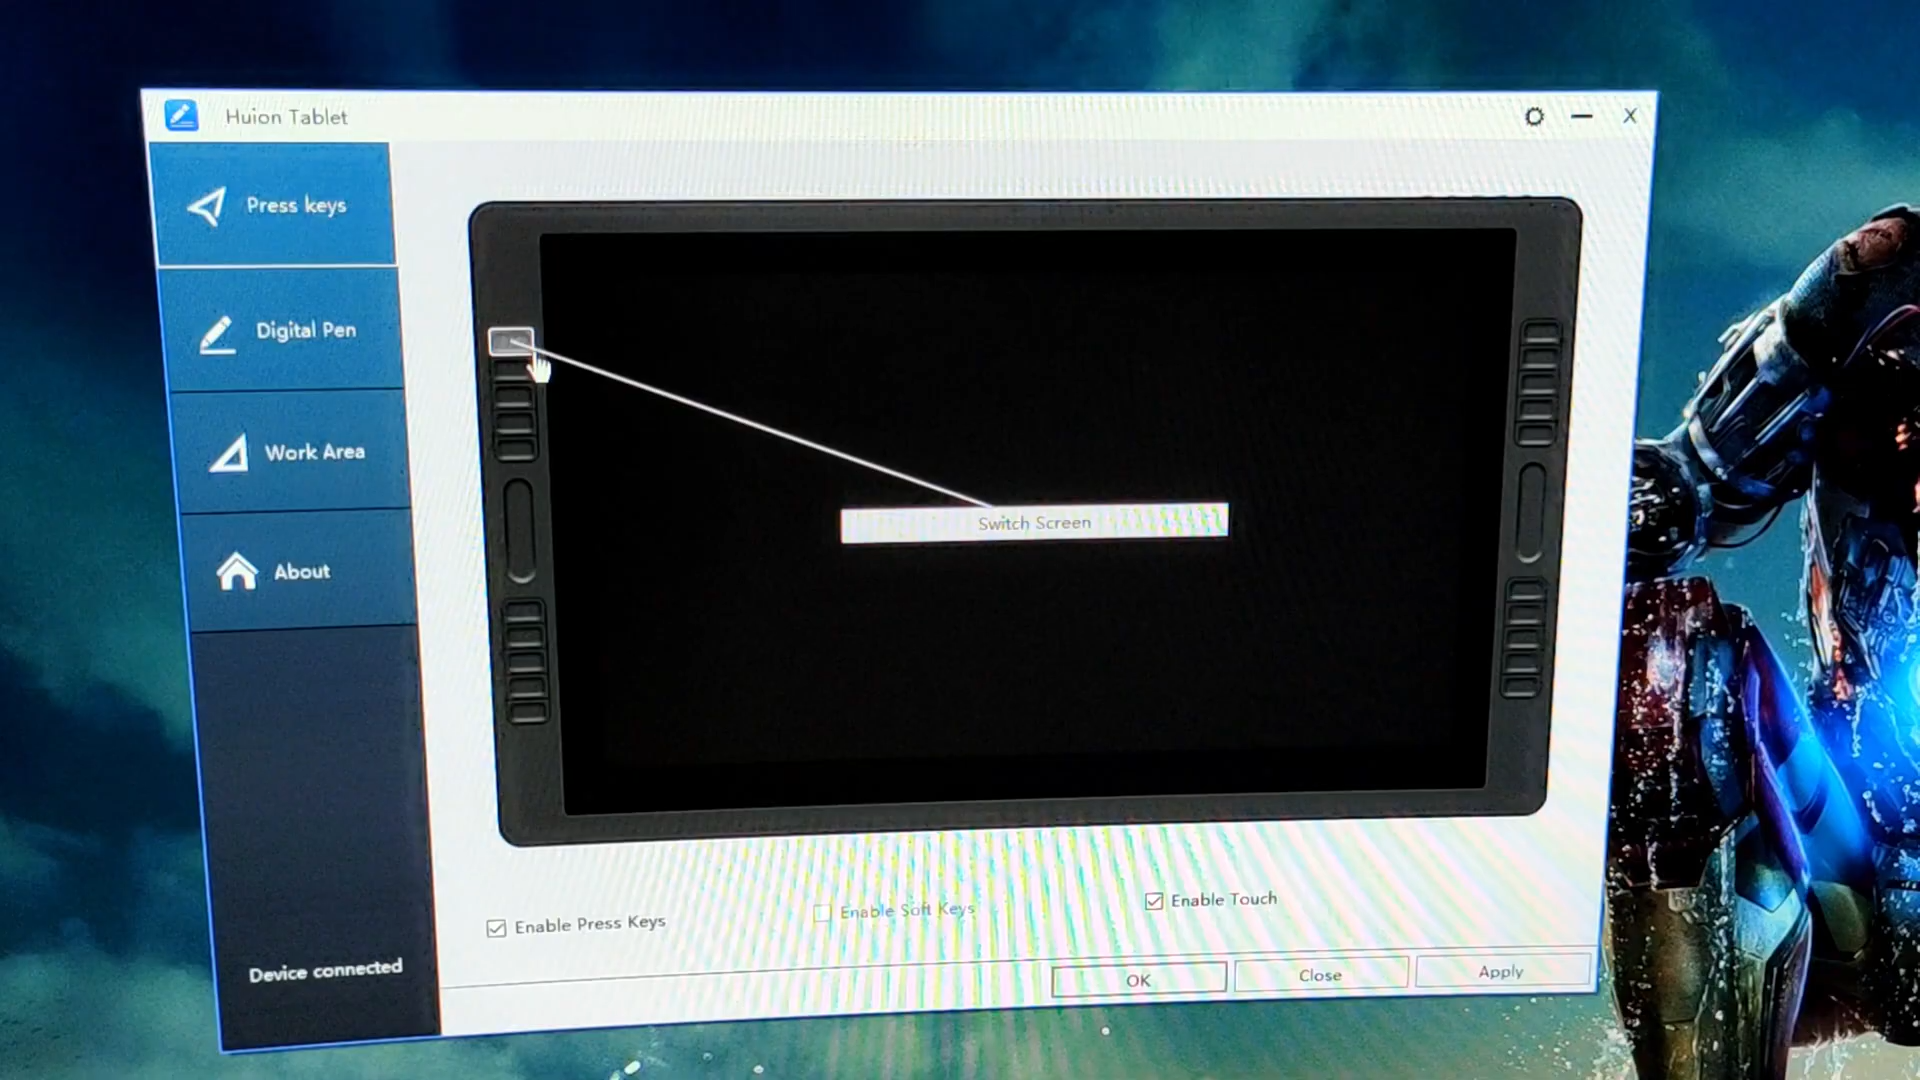 Huion Tablet
Press keys
Digital Pen
Work Area
About
Switch Screen
Enable Press Keys
Enable Soft Keys
Enable Touch
Device connected
OK
Close
Apply